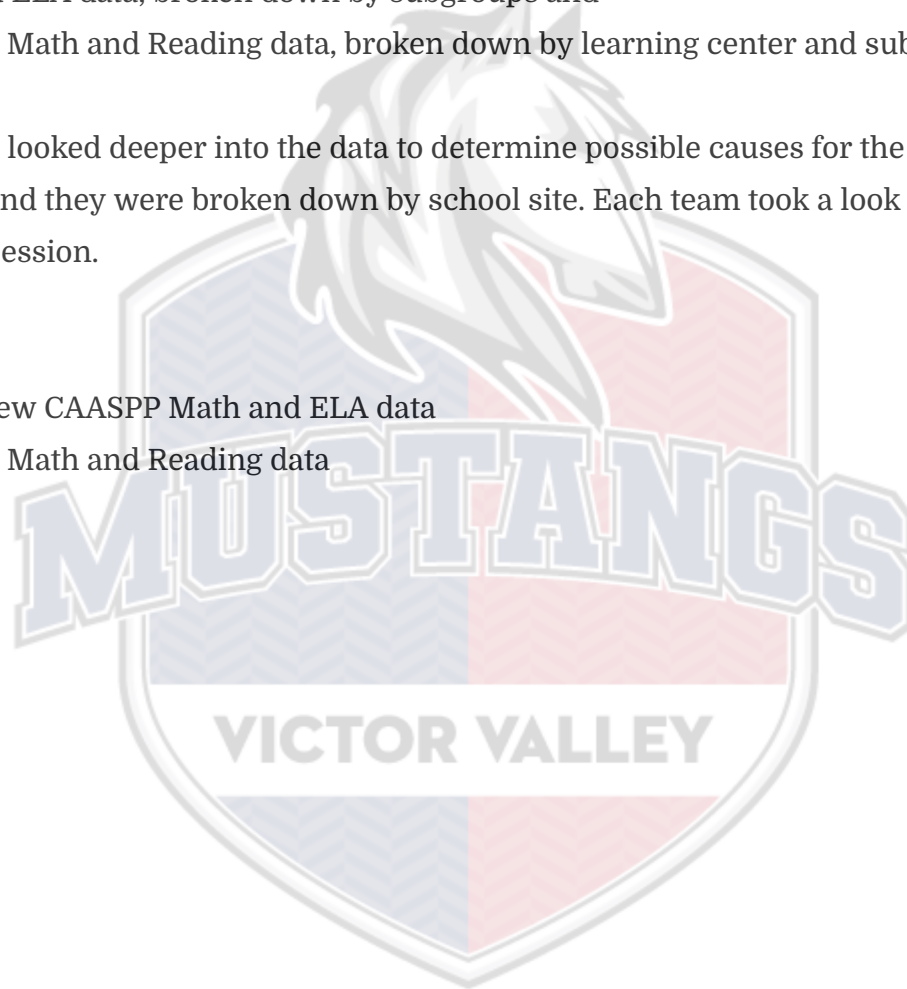 ELA data, broken down by subgroups and
Math and Reading data, broken down by learning center and sub
looked deeper into the data to determine possible causes for the
nd they were broken down by school site. Each team took a look
ession.
ew CAASPP Math and ELA data
Math and Reading data
MUSTANGS
VICTOR VALLEY